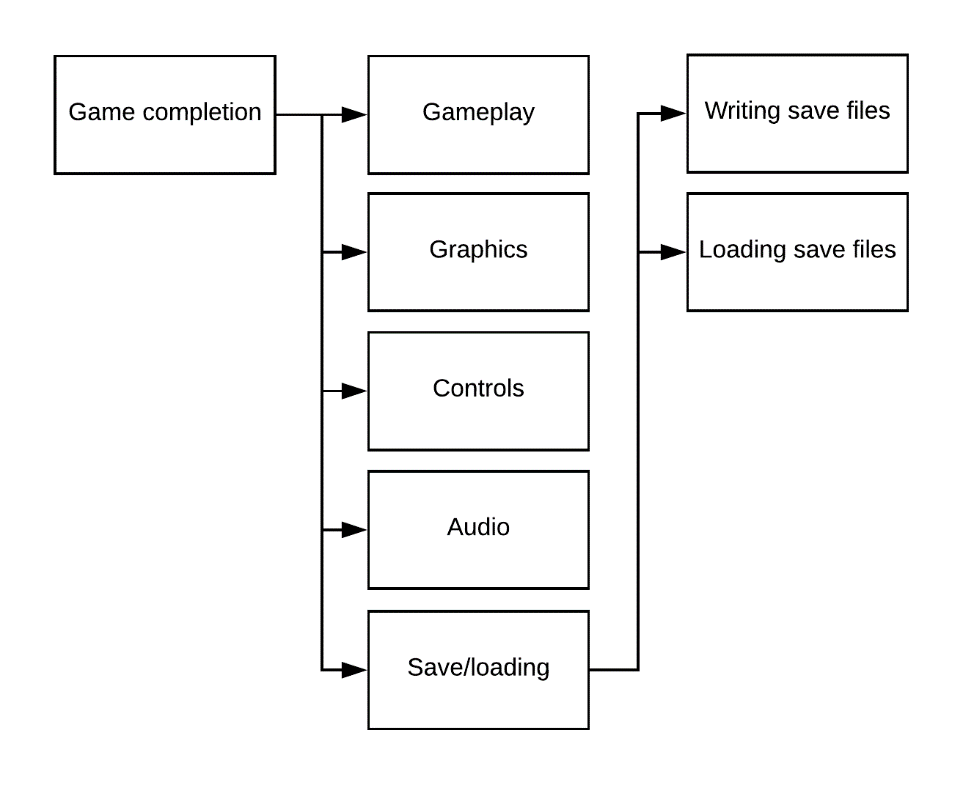 Game completion
Gameplay
Graphics
Controls
Audio
Save/loading
Writing save files
Loading save files